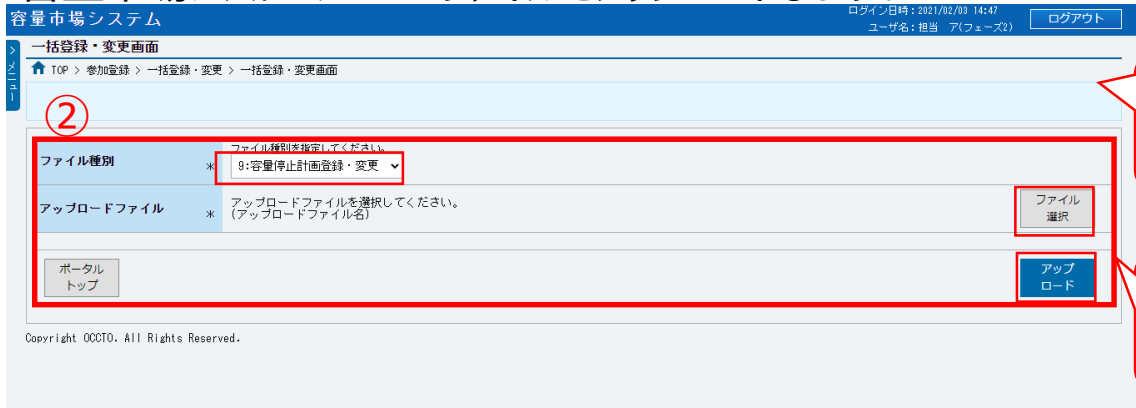 容量市場システム
ログイン日時：2021/02/03 14:47
ユーザ名：担当　ア(フェーズ2)
ログアウト
>
メニュー
一括登録・変更画面
TOP > 参加登録 > 一括登録・変更 > 一括登録・変更画面
②
ファイル種別 *
ファイル種別を指定してください。
9:容量停止計画登録・変更
アップロードファイル *
アップロードファイルを選択してください。
(アップロードファイル名)
ファイル
選択
ポータル
トップ
アップ
ロード
Copyright OCCTO. All Rights Reserved.